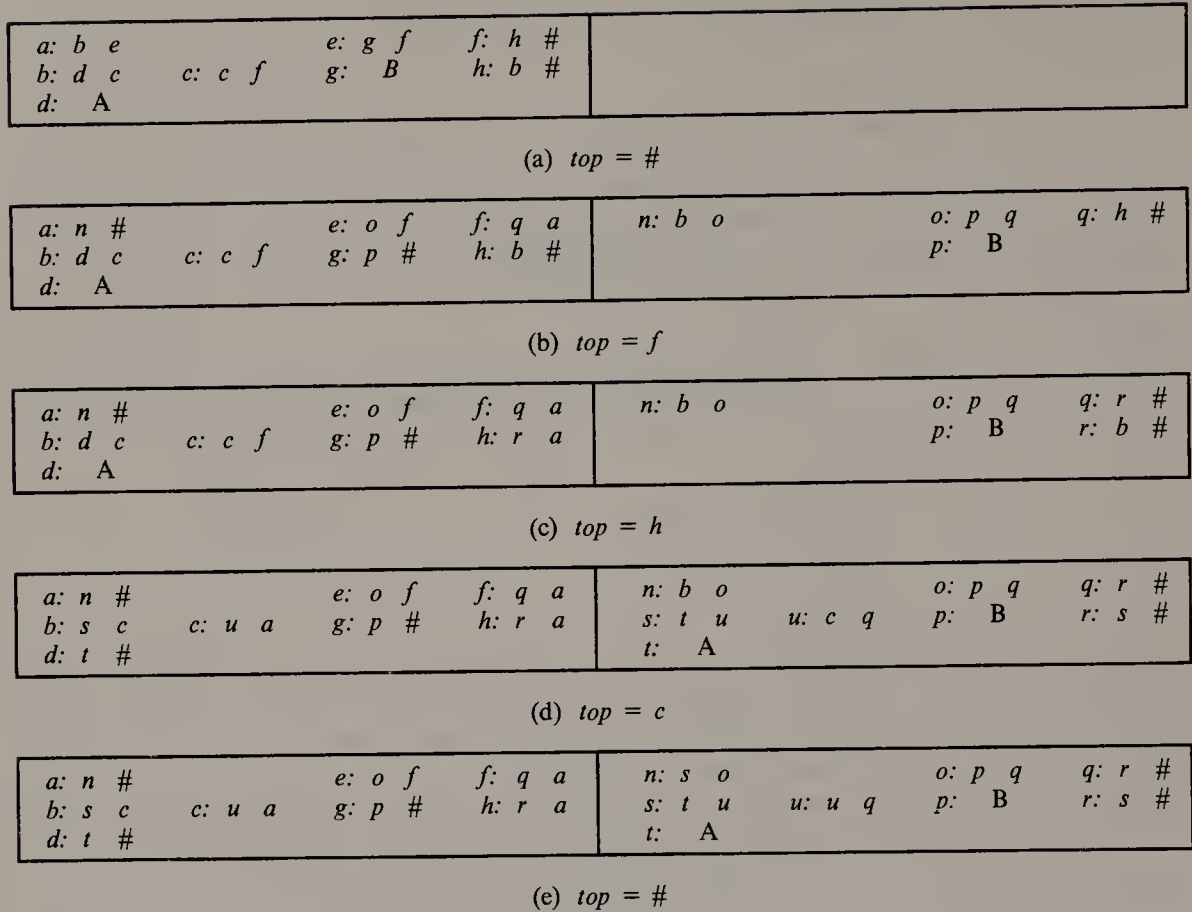 a: b e e: g f f: h #
b: d c c: c f g: B h: b #
d: A
(a) top = #
a: n # e: o f f: q a n: b o o: p q q: h #
b: d c c: c f g: p # h: b # p: B
d: A
(b) top = f
a: n # e: o f f: q a n: b o o: p q q: r #
b: d c c: c f g: p # h: r a p: B r: b #
d: A
(c) top = h
a: n # e: o f f: q a n: b o o: p q q: r #
b: s c c: u a g: p # h: r a s: t u u: c q p: B r: s #
d: t # t: A
(d) top = c
a: n # e: o f f: q a n: s o o: p q q: r #
b: s c c: u a g: p # h: r a s: t u u: u q p: B r: s #
d: t # t: A
(e) top = #